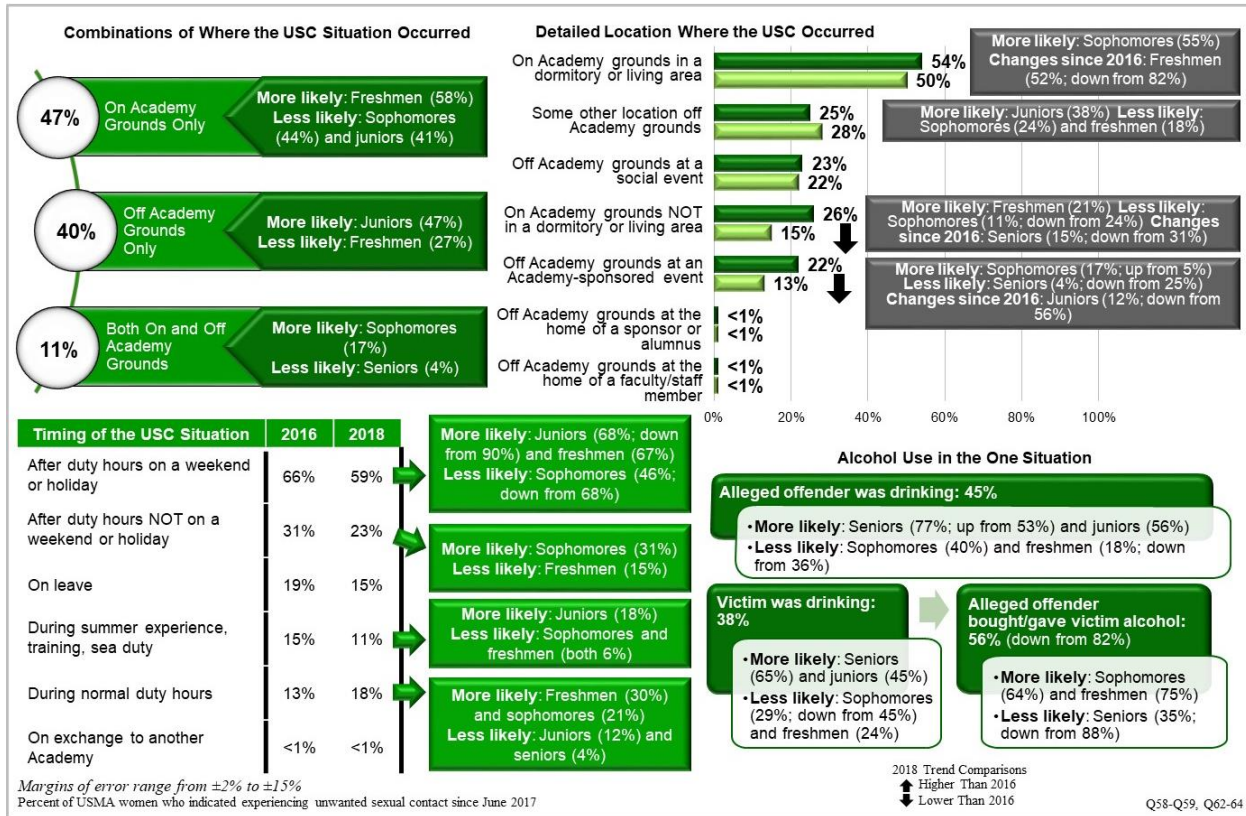 Combinations of Where the USC Situation Occurred
47%
On Academy
Grounds Only
More likely: Freshmen (58%)
Less likely: Sophomores
(44%) and juniors (41%)
40%
Off Academy
Grounds
Only
More likely: Juniors (47%)
Less likely: Freshmen (27%)
11%
Both On and Off
Academy
Grounds
More likely: Sophomores
(17%)
Less likely: Seniors (4%)
Detailed Location Where the USC Occurred
On Academy grounds in a
dormitory or living area
54%
50%
More likely: Sophomores (55%)
Changes since 2016: Freshmen
(52%; down from 82%)
Some other location off
Academy grounds
25%
28%
More likely: Juniors (38%) Less likely:
Sophomores (24%) and freshmen (18%)
Off Academy grounds at a
social event
23%
22%
On Academy grounds NOT
in a dormitory or living area
26%
15%
More likely: Freshmen (21%) Less likely:
Sophomores (11%; down from 24%) Changes
since 2016: Seniors (15%; down from 31%)
Off Academy grounds at an
Academy-sponsored event
22%
13%
More likely: Sophomores (17%; up from 5%)
Less likely: Seniors (4%; down from 25%)
Changes since 2016: Juniors (12%; down from
56%)
Off Academy grounds at the
home of a sponsor or
alumnus
<1%
<1%
Off Academy grounds at the
home of a faculty/staff
member
<1%
<1%
0% 20% 40% 60% 80% 100%
Timing of the USC Situation 2016 2018
After duty hours on a weekend
or holiday
66% 59%
More likely: Juniors (68%; down
from 90%) and freshmen (67%)
Less likely: Sophomores (46%;
down from 68%)
After duty hours NOT on a
weekend or holiday
31% 23%
More likely: Sophomores (31%)
Less likely: Freshmen (15%)
On leave 19% 15%
During summer experience,
training, sea duty
15% 11%
More likely: Juniors (18%)
Less likely: Sophomores and
freshmen (both 6%)
During normal duty hours 13% 18%
More likely: Freshmen (30%)
and sophomores (21%)
Less likely: Juniors (12%) and
seniors (4%)
On exchange to another
Academy
<1% <1%
Alcohol Use in the One Situation
Alleged offender was drinking: 45%
•More likely: Seniors (77%; up from 53%) and juniors (56%)
•Less likely: Sophomores (40%) and freshmen (18%; down
from 36%)
Victim was drinking:
38%
•More likely: Seniors
(65%) and juniors (45%)
•Less likely: Sophomores
(29%; down from 45%)
and freshmen (24%)
Alleged offender
bought/gave victim alcohol:
56% (down from 82%)
•More likely: Sophomores
(64%) and freshmen (75%)
•Less likely: Seniors (35%;
down from 88%)
Margins of error range from ±2% to ±15%
Percent of USMA women who indicated experiencing unwanted sexual contact since June 2017
2018 Trend Comparisons
Higher Than 2016
Lower Than 2016
Q58-Q59, Q62-64